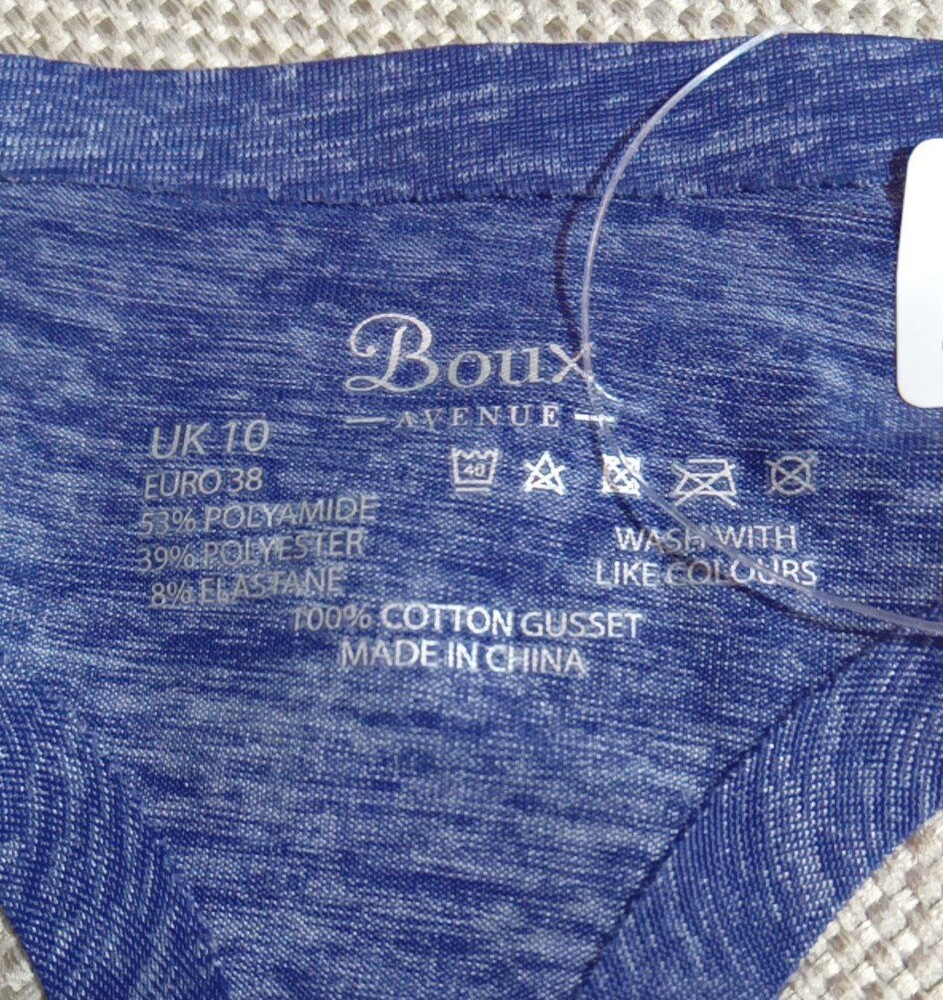 Boux
AVENUE
UK 10
EURO 38
53% POLYAMIDE
39% POLYESTER
8% ELASTANE
40
WASH WITH
LIKE COLOURS
100% COTTON GUSSET
MADE IN CHINA